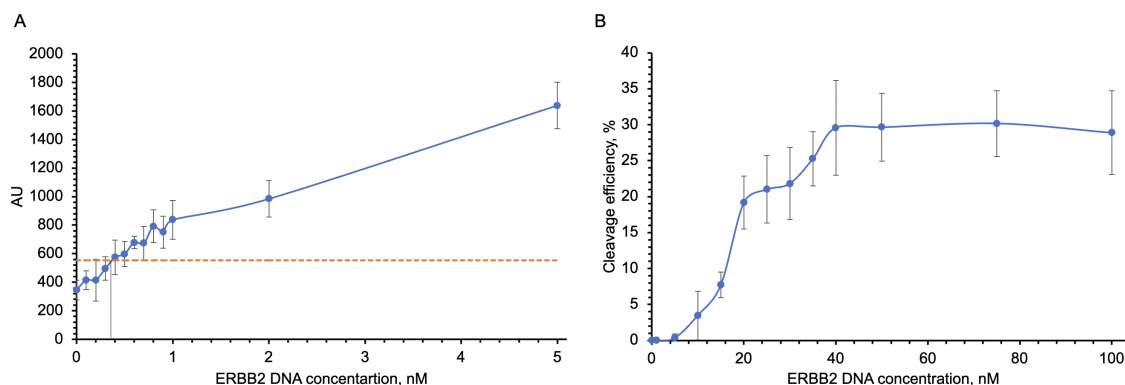 A
2000
1800
1600
1400
1200
1000
800
600
400
200
0
AU
0 1 2 3 4 5
ERBB2 DNA concentartion, nM
B
40
35
30
25
20
15
10
5
0
Cleavage efficiency, %
0 20 40 60 80 100
ERBB2 DNA concentration, nM